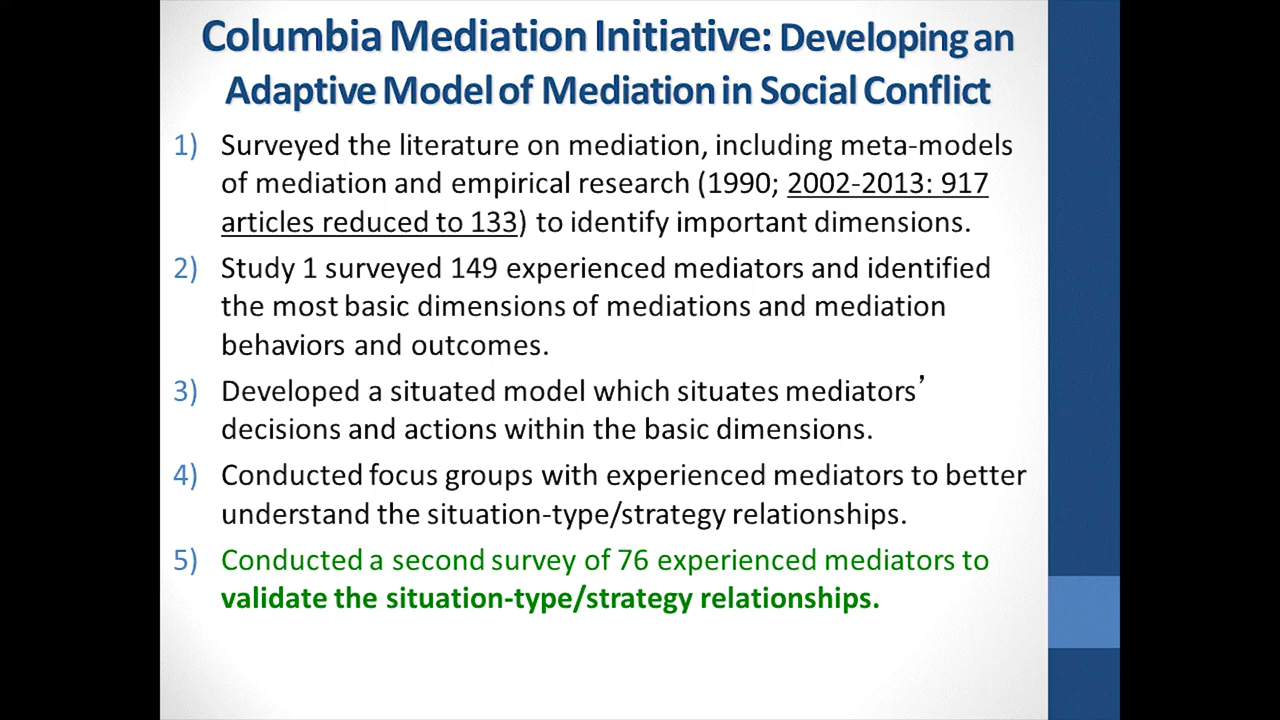 Columbia Mediation Initiative: Developing an
Adaptive Model of Mediation in Social Conflict
1) Surveyed the literature on mediation, including meta-models
of mediation and empirical research (1990; 2002-2013: 917
articles reduced to 133) to identify important dimensions.
2) Study 1 surveyed 149 experienced mediators and identified
the most basic dimensions of mediations and mediation
behaviors and outcomes.
3) Developed a situated model which situates mediators’
decisions and actions within the basic dimensions.
4) Conducted focus groups with experienced mediators to better
understand the situation-type/strategy relationships.
5) Conducted a second survey of 76 experienced mediators to
validate the situation-type/strategy relationships.